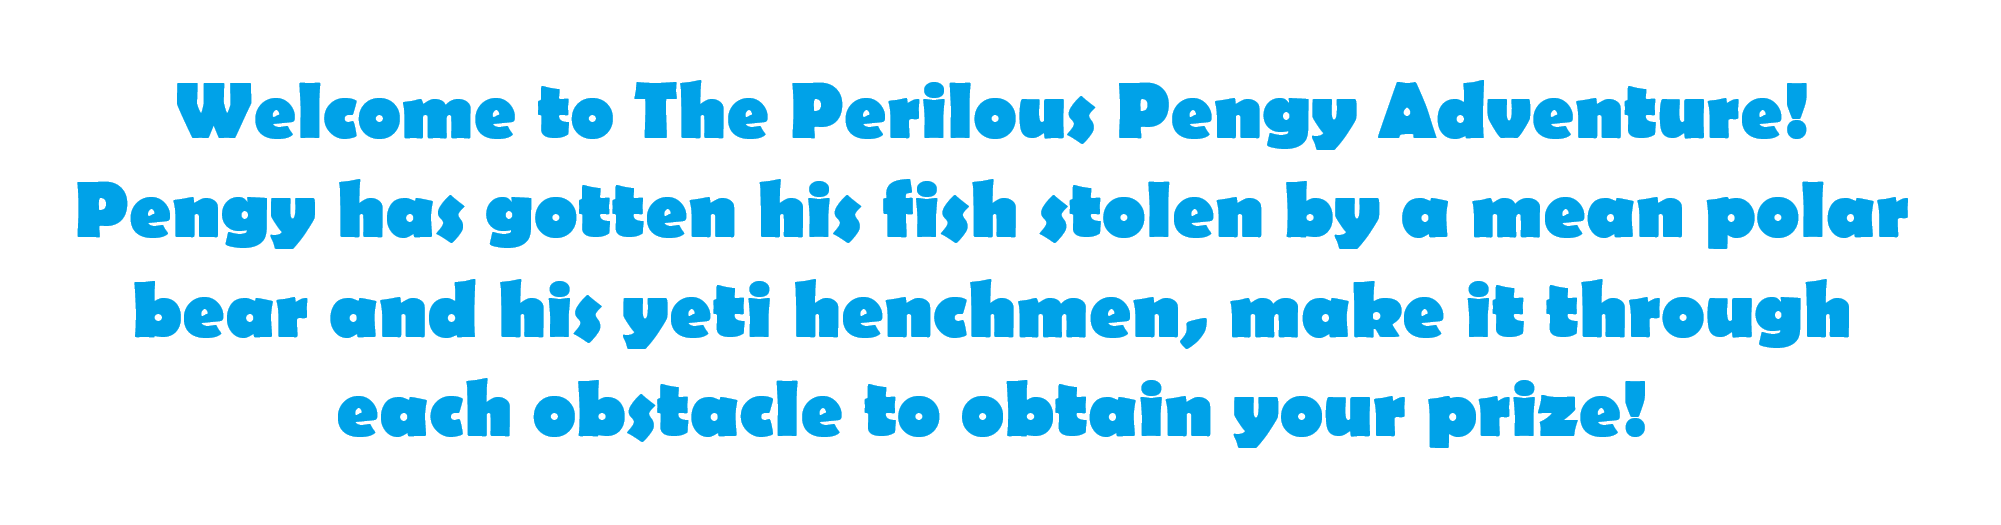 Welcome to The Perilous Pengy Adventure!
Pengy has gotten his fish stolen by a mean polar
bear and his yeti henchmen, make it through
each obstacle to obtain your prize!